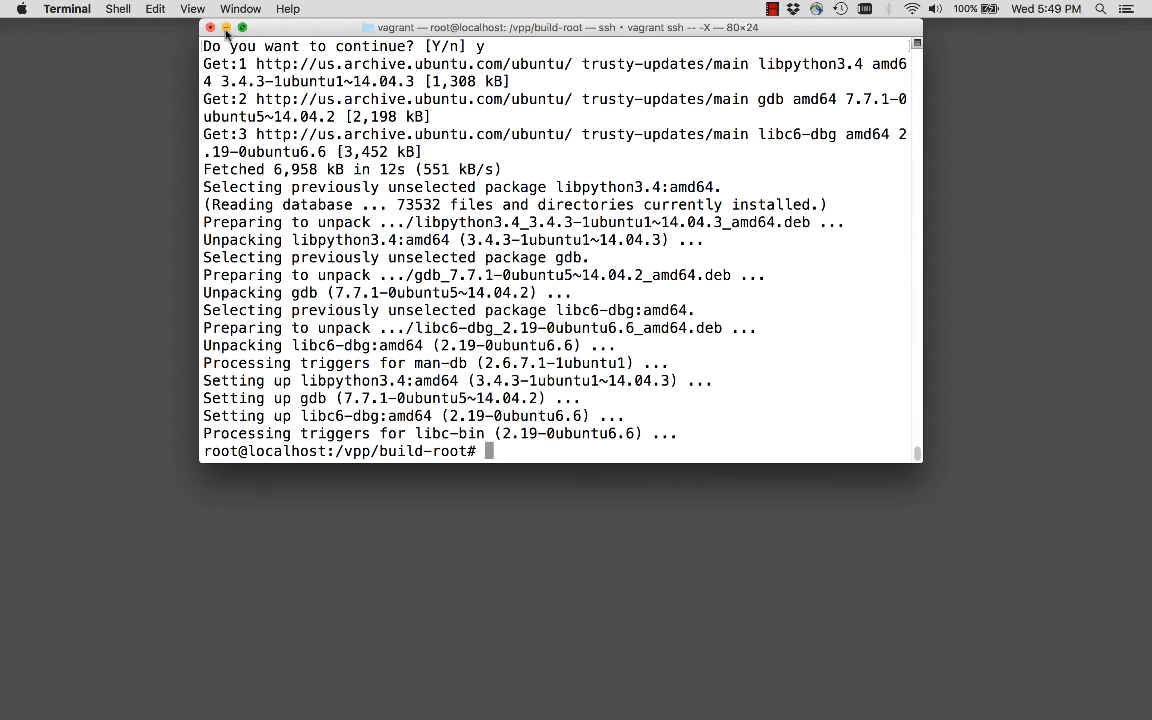 Terminal Shell Edit View Window Help 100% Wed 5:49 PM
vagrant — root@localhost: /vpp/build-root — ssh • vagrant ssh -- -X — 80×24
Do you want to continue? [Y/n] y
Get:1 http://us.archive.ubuntu.com/ubuntu/ trusty-updates/main libpython3.4 amd6
4 3.4.3-1ubuntu1~14.04.3 [1,308 kB]
Get:2 http://us.archive.ubuntu.com/ubuntu/ trusty-updates/main gdb amd64 7.7.1-0
ubuntu5~14.04.2 [2,198 kB]
Get:3 http://us.archive.ubuntu.com/ubuntu/ trusty-updates/main libc6-dbg amd64 2
.19-0ubuntu6.6 [3,452 kB]
Fetched 6,958 kB in 12s (551 kB/s)
Selecting previously unselected package libpython3.4:amd64.
(Reading database ... 73532 files and directories currently installed.)
Preparing to unpack .../libpython3.4_3.4.3-1ubuntu1~14.04.3_amd64.deb ...
Unpacking libpython3.4:amd64 (3.4.3-1ubuntu1~14.04.3) ...
Selecting previously unselected package gdb.
Preparing to unpack .../gdb_7.7.1-0ubuntu5~14.04.2_amd64.deb ...
Unpacking gdb (7.7.1-0ubuntu5~14.04.2) ...
Selecting previously unselected package libc6-dbg:amd64.
Preparing to unpack .../libc6-dbg_2.19-0ubuntu6.6_amd64.deb ...
Unpacking libc6-dbg:amd64 (2.19-0ubuntu6.6) ...
Processing triggers for man-db (2.6.7.1-1ubuntu1) ...
Setting up libpython3.4:amd64 (3.4.3-1ubuntu1~14.04.3) ...
Setting up gdb (7.7.1-0ubuntu5~14.04.2) ...
Setting up libc6-dbg:amd64 (2.19-0ubuntu6.6) ...
Processing triggers for libc-bin (2.19-0ubuntu6.6) ...
root@localhost:/vpp/build-root#